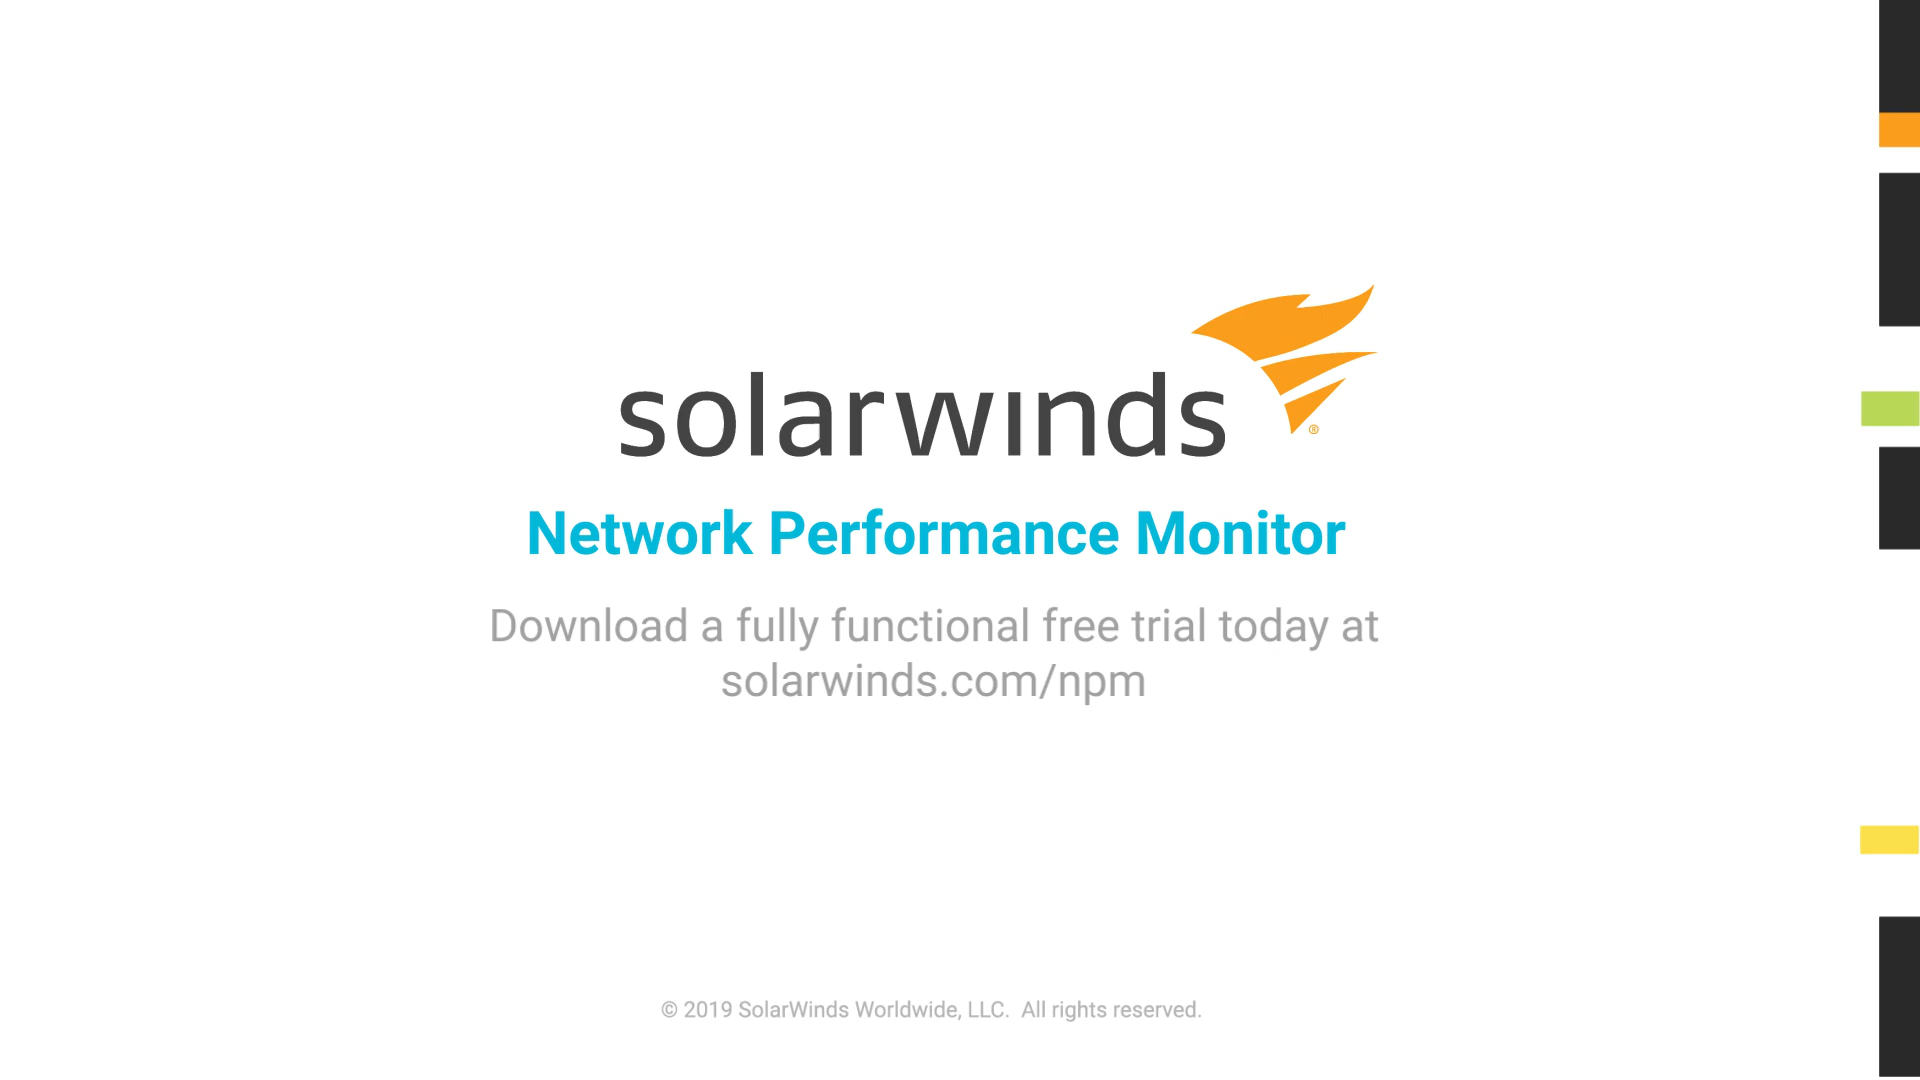 solarwinds®
Network Performance Monitor
Download a fully functional free trial today at
solarwinds.com/npm
© 2019 SolarWinds Worldwide, LLC.  All rights reserved.